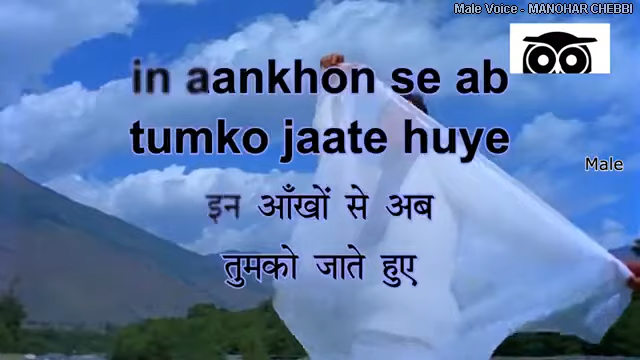 Male Voice - MANOHAR CHEBBI
in aankhon se ab
tumko jaate huye
Male
इन आँखों से अब
तुमको जाते हुए